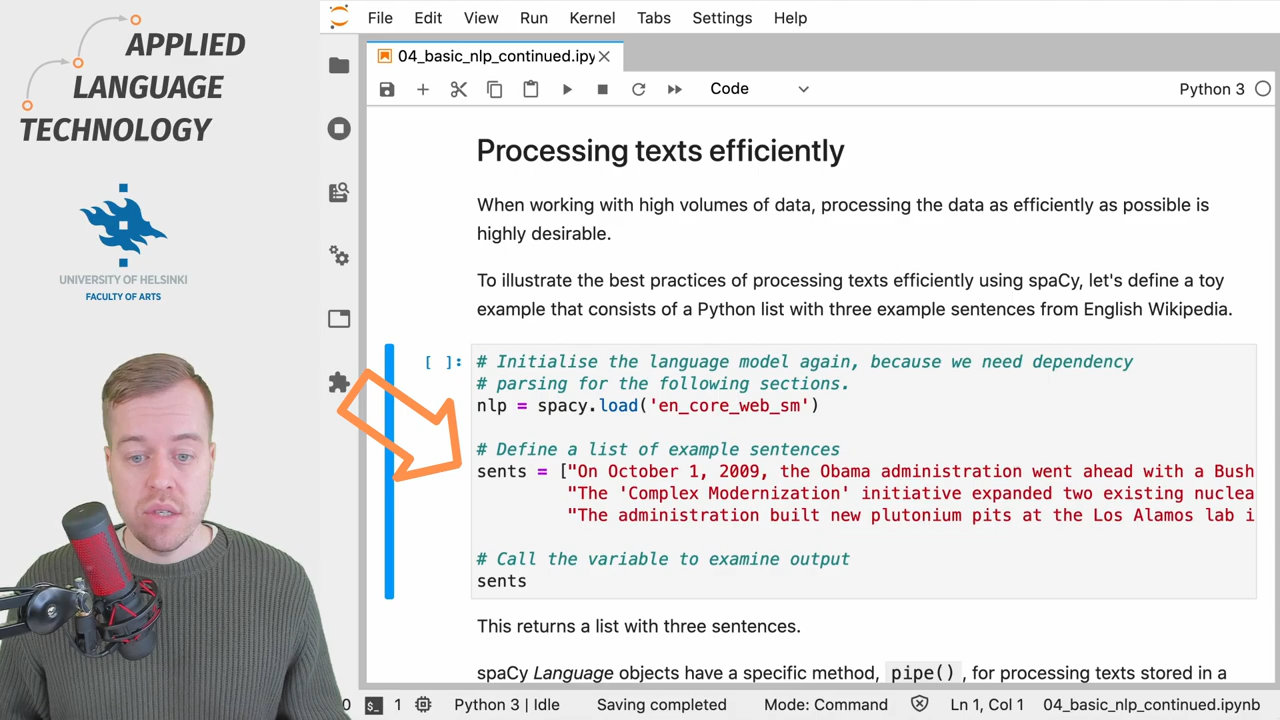 APPLIED
LANGUAGE
TECHNOLOGY
UNIVERSITY OF HELSINKI
FACULTY OF ARTS
File Edit View Run Kernel Tabs Settings Help
04_basic_nlp_continued.ipy
Code
Python 3
Processing texts efficiently
When working with high volumes of data, processing the data as efficiently as possible is
highly desirable.
To illustrate the best practices of processing texts efficiently using spaCy, let's define a toy
example that consists of a Python list with three example sentences from English Wikipedia.
[ ]: # Initialise the language model again, because we need dependency
# parsing for the following sections.
nlp = spacy.load('en_core_web_sm')
# Define a list of example sentences
sents = ["On October 1, 2009, the Obama administration went ahead with a Bush
"The 'Complex Modernization' initiative expanded two existing nuclea
"The administration built new plutonium pits at the Los Alamos lab i
# Call the variable to examine output
sents
This returns a list with three sentences.
spaCy Language objects have a specific method, pipe(), for processing texts stored in a
0 $_ 1 Python 3 | Idle Saving completed Mode: Command Ln 1, Col 1 04_basic_nlp_continued.ipynb